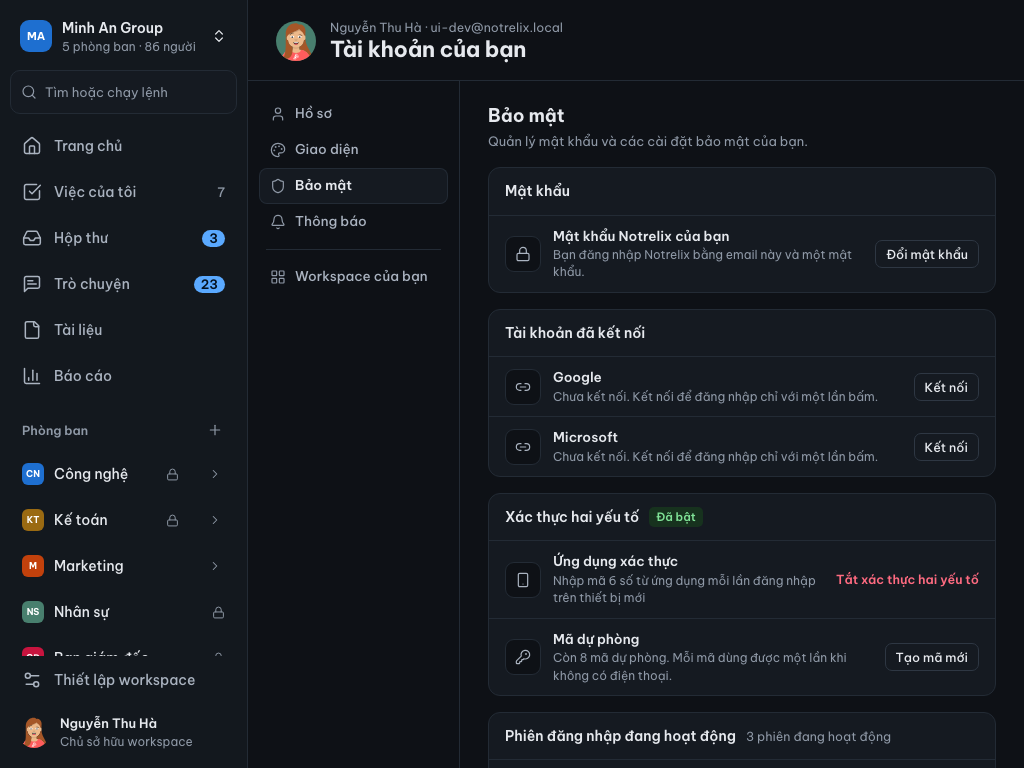 MA
Minh An Group
5 phòng ban · 86 người
Tìm hoặc chạy lệnh
Trang chủ
Việc của tôi 7
Hộp thư 3
Trò chuyện 23
Tài liệu
Báo cáo
Phòng ban
CN Công nghệ
KT Kế toán
M Marketing
NS Nhân sự
Thiết lập workspace
Nguyễn Thu Hà
Chủ sở hữu workspace
Nguyễn Thu Hà · ui-dev@notrelix.local
Tài khoản của bạn
Hồ sơ
Giao diện
Bảo mật
Thông báo
Workspace của bạn
Bảo mật
Quản lý mật khẩu và các cài đặt bảo mật của bạn.
Mật khẩu
Mật khẩu Notrelix của bạn
Bạn đăng nhập Notrelix bằng email này và một mật
khẩu.
Đổi mật khẩu
Tài khoản đã kết nối
Google
Chưa kết nối. Kết nối để đăng nhập chỉ với một lần bấm.
Kết nối
Microsoft
Chưa kết nối. Kết nối để đăng nhập chỉ với một lần bấm.
Kết nối
Xác thực hai yếu tố Đã bật
Ứng dụng xác thực
Nhập mã 6 số từ ứng dụng mỗi lần đăng nhập
trên thiết bị mới
Tắt xác thực hai yếu tố
Mã dự phòng
Còn 8 mã dự phòng. Mỗi mã dùng được một lần khi
không có điện thoại.
Tạo mã mới
Phiên đăng nhập đang hoạt động 3 phiên đang hoạt động